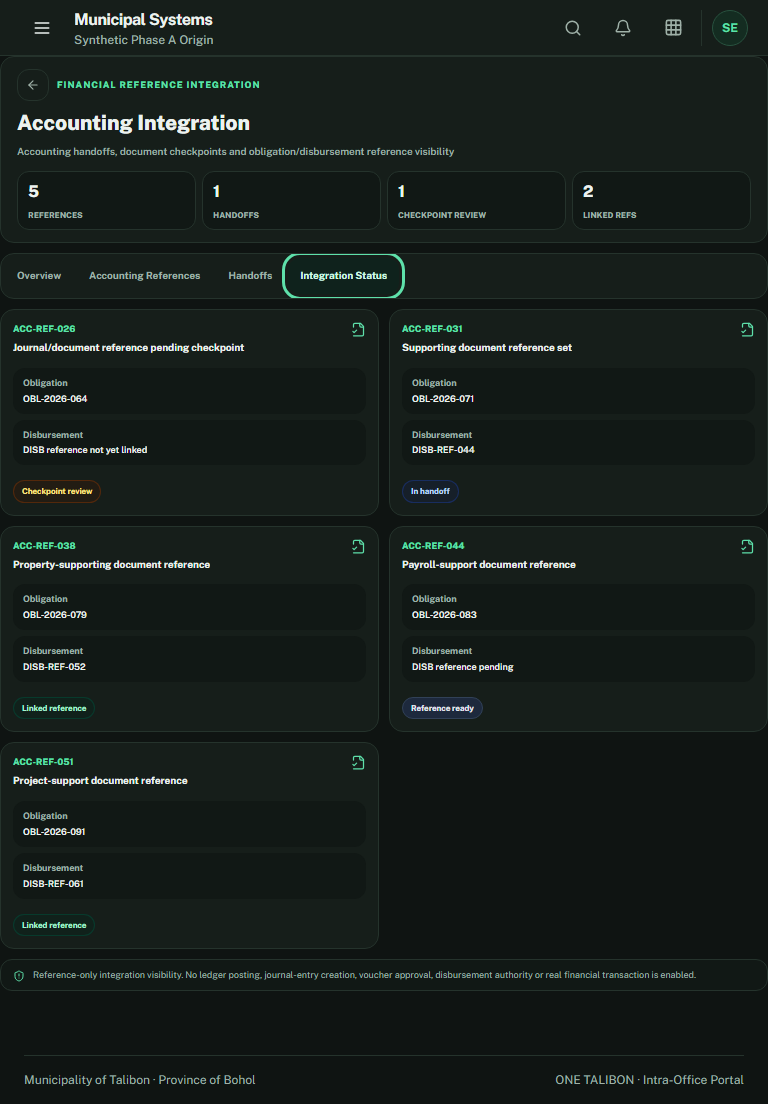 Municipal Systems
Synthetic Phase A Origin
SE
FINANCIAL REFERENCE INTEGRATION
Accounting Integration
Accounting handoffs, document checkpoints and obligation/disbursement reference visibility
5
REFERENCES
1
HANDOFFS
1
CHECKPOINT REVIEW
2
LINKED REFS
Overview
Accounting References
Handoffs
Integration Status
ACC-REF-026
Journal/document reference pending checkpoint
Obligation
OBL-2026-064
Disbursement
DISB reference not yet linked
Checkpoint review
ACC-REF-031
Supporting document reference set
Obligation
OBL-2026-071
Disbursement
DISB-REF-044
In handoff
ACC-REF-038
Property-supporting document reference
Obligation
OBL-2026-079
Disbursement
DISB-REF-052
Linked reference
ACC-REF-044
Payroll-support document reference
Obligation
OBL-2026-083
Disbursement
DISB reference pending
Reference ready
ACC-REF-051
Project-support document reference
Obligation
OBL-2026-091
Disbursement
DISB-REF-061
Linked reference
Reference-only integration visibility. No ledger posting, journal-entry creation, voucher approval, disbursement authority or real financial transaction is enabled.
Municipality of Talibon · Province of Bohol
ONE TALIBON · Intra-Office Portal